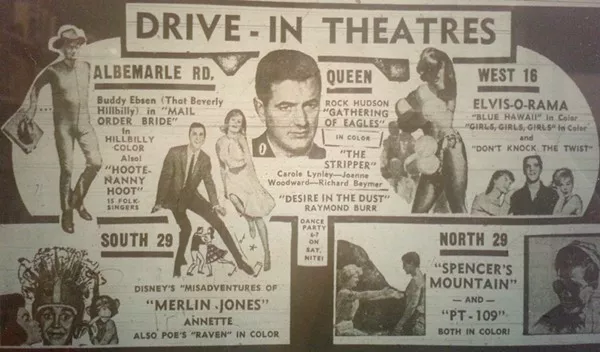 DRIVE-IN THEATRES
ALBEMARLE RD.
Buddy Ebsen (That Beverly
Hillbilly) in "MAIL
ORDER BRIDE"
In
HILLBILLY
COLOR
Also!
"HOOTE-
NANNY
HOOT"
15 FOLK-
SINGERS
QUEEN
ROCK HUDSON
"GATHERING
OF EAGLES"
IN COLOR
"THE
STRIPPER"
Carole Lynley—Joanne
Woodward—Richard Beymer
"DESIRE IN THE DUST"
RAYMOND BURR
WEST 16
ELVIS-O-RAMA
"BLUE HAWAII" in Color
"GIRLS, GIRLS, GIRLS" In Color
and
"DON'T KNOCK THE TWIST"
SOUTH 29
DANCE
PARTY
6-7
ON
SAT.
NITE!
DISNEY'S "MISADVENTURES OF
"MERLIN JONES"
ANNETTE
ALSO POE'S "RAVEN" IN COLOR
NORTH 29
"SPENCER'S
MOUNTAIN"
— AND —
"PT-109"
BOTH IN COLOR!